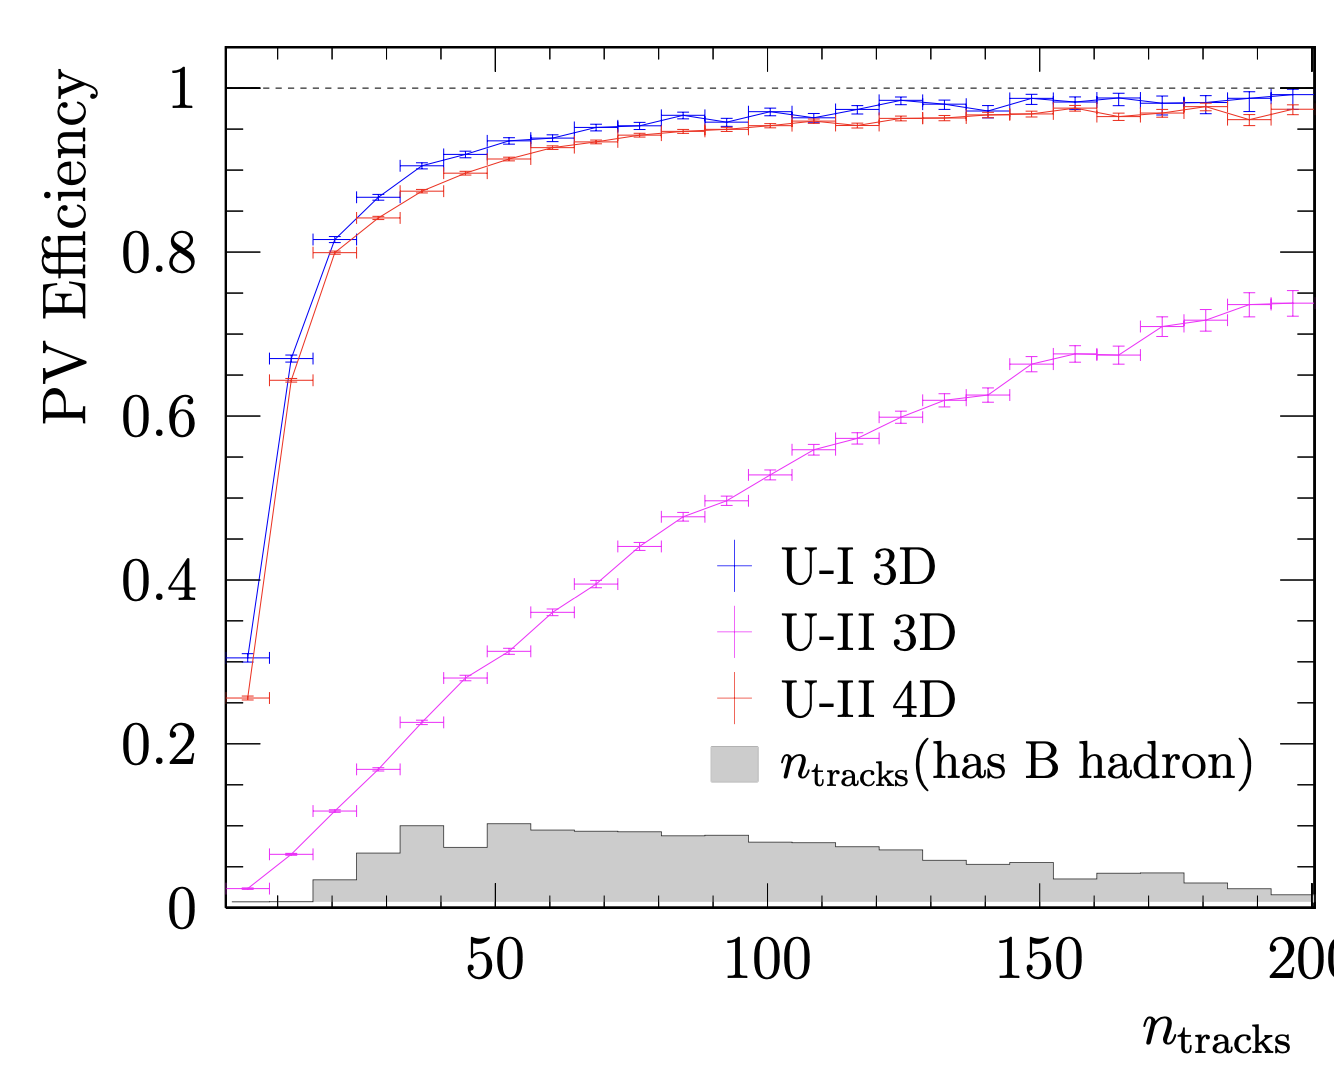 PV Efficiency
1
0.8
0.6
0.4
0.2
0
U-I 3D
U-II 3D
U-II 4D
n_tracks(has B hadron)
50 100 150 200
n_tracks